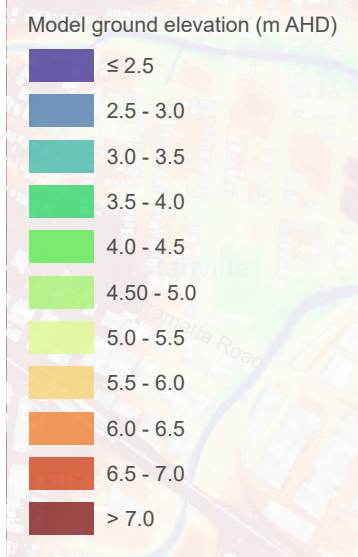 Model ground elevation (m AHD)
≤ 2.5
2.5 - 3.0
3.0 - 3.5
3.5 - 4.0
4.0 - 4.5
4.50 - 5.0
5.0 - 5.5
ramatta Road
5.5 - 6.0
6.0 - 6.5
6.5 - 7.0
> 7.0